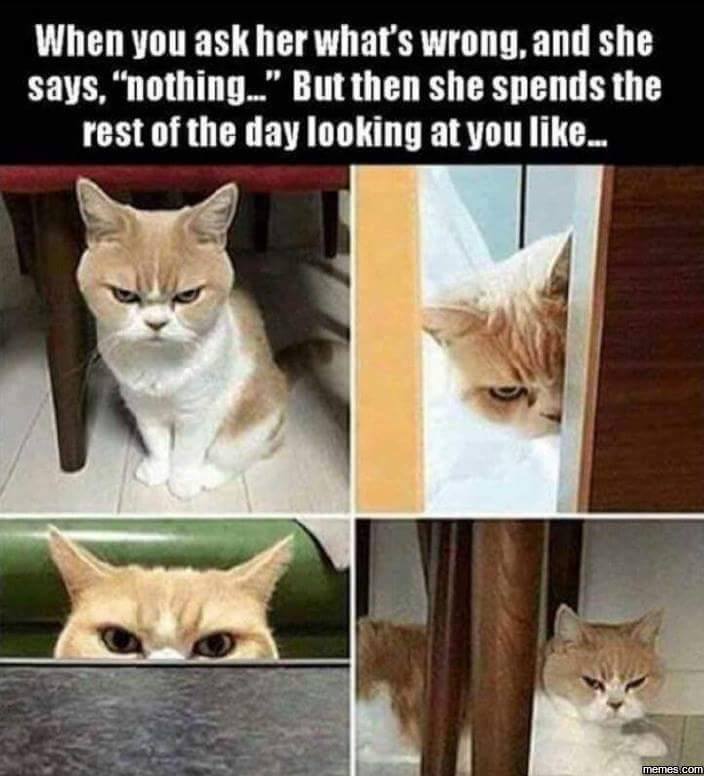 When you ask her what's wrong, and she
says, “nothing...” But then she spends the
rest of the day looking at you like...
memes.com